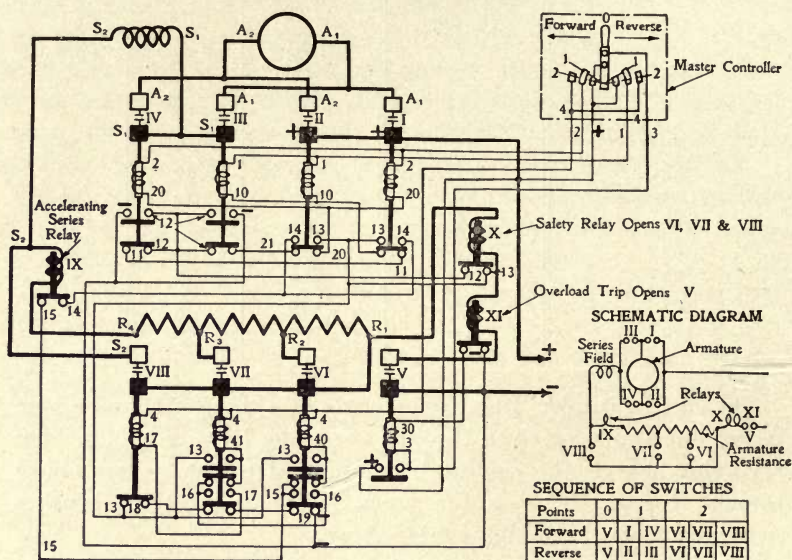 S₂ S₁
A₂ A₁
0
Forward Reverse
1 1
2 2
Master Controller
4 4
2 + 1 3
A₂ A₁ A₂ A₁
IV III II I
S₁ S₁ + +
2 1 1 2
20 10 10 20
Accelerating
Series
Relay
S₂
IX
15 14
− 12 −
11 12 21 14 13 20 13 14 11
X
Safety Relay Opens VI, VII & VIII
12 13
XI
Overload Trip Opens V
−
R₄ R₃ R₂ R₁
S₂
VIII VII VI V
4 4 4
17 41 40 30
3
13 13 +
16 17 15 16
13 18 19
15 −
+
−
SCHEMATIC DIAGRAM
III I
Series
Field
Armature
IV II
Relays
X XI
IX V
VIII VII VI
Armature
Resistance
SEQUENCE OF SWITCHES
Points 0 1 2
Forward V I IV VI VII VIII
Reverse V II III VI VII VIII